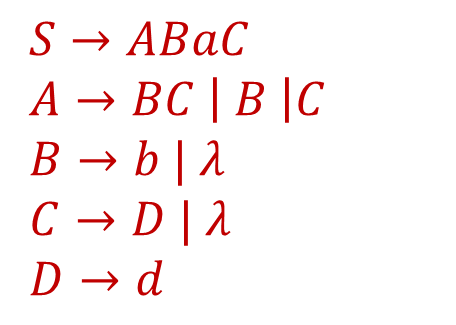 S → ABaC
A → BC | B |C
B → b | λ
C → D | λ
D → d